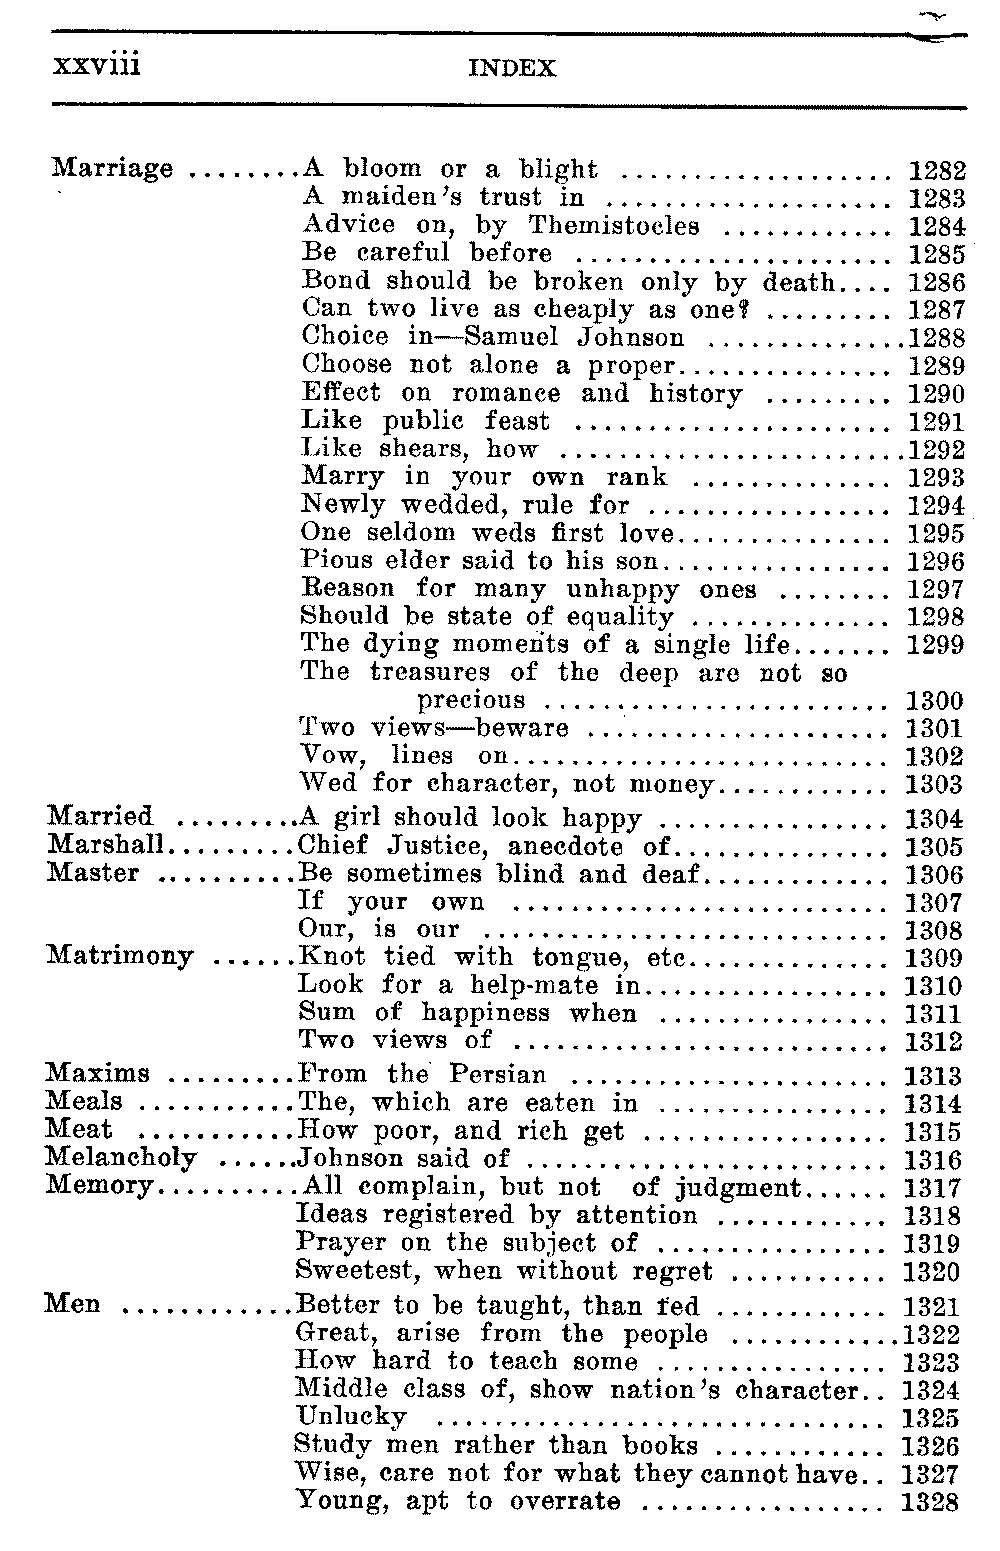 xxviii INDEX
Marriage ........A bloom or a blight ................... 1282
A maiden's trust in .................... 1283
Advice on, by Themistocles ............ 1284
Be careful before ...................... 1285
Bond should be broken only by death.... 1286
Can two live as cheaply as one? ......... 1287
Choice in—Samuel Johnson ..............1288
Choose not alone a proper............... 1289
Effect on romance and history ......... 1290
Like public feast ...................... 1291
Like shears, how ........................1292
Marry in your own rank .............. 1293
Newly wedded, rule for ................. 1294
One seldom weds first love............... 1295
Pious elder said to his son................ 1296
Reason for many unhappy ones ........ 1297
Should be state of equality .............. 1298
The dying moments of a single life....... 1299
The treasures of the deep are not so
precious ........................ 1300
Two views—beware ..................... 1301
Vow, lines on.......................... 1302
Wed for character, not money............ 1303
Married .........A girl should look happy ................ 1304
Marshall.........Chief Justice, anecdote of............... 1305
Master ..........Be sometimes blind and deaf............. 1306
If your own .......................... 1307
Our, is our ............................ 1308
Matrimony ......Knot tied with tongue, etc.............. 1309
Look for a help-mate in................. 1310
Sum of happiness when ................ 1311
Two views of .......................... 1312
Maxims .........From the Persian ...................... 1313
Meals ...........The, which are eaten in ................ 1314
Meat ...........How poor, and rich get ................. 1315
Melancholy ......Johnson said of ......................... 1316
Memory..........All complain, but not of judgment...... 1317
Ideas registered by attention ............ 1318
Prayer on the subject of ................ 1319
Sweetest, when without regret ........... 1320
Men ............Better to be taught, than fed ............ 1321
Great, arise from the people ............1322
How hard to teach some ................ 1323
Middle class of, show nation's character.. 1324
Unlucky ............................... 1325
Study men rather than books ............ 1326
Wise, care not for what they cannot have.. 1327
Young, apt to overrate ................. 1328